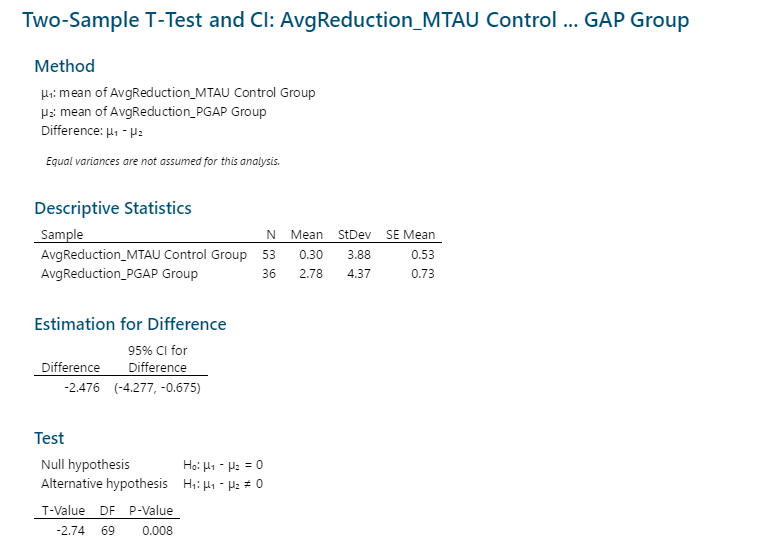 Two-Sample T-Test and CI: AvgReduction_MTAU Control ... GAP Group
Method
μ₁: mean of AvgReduction_MTAU Control Group
μ₂: mean of AvgReduction_PGAP Group
Difference: μ₁ - μ₂
Equal variances are not assumed for this analysis.
Descriptive Statistics
Sample N Mean StDev SE Mean
AvgReduction_MTAU Control Group 53 0.30 3.88 0.53
AvgReduction_PGAP Group 36 2.78 4.37 0.73
Estimation for Difference
95% CI for
Difference Difference
-2.476 (-4.277, -0.675)
Test
Null hypothesis H₀: μ₁ - μ₂ = 0
Alternative hypothesis H₁: μ₁ - μ₂ ≠ 0
T-Value DF P-Value
-2.74 69 0.008